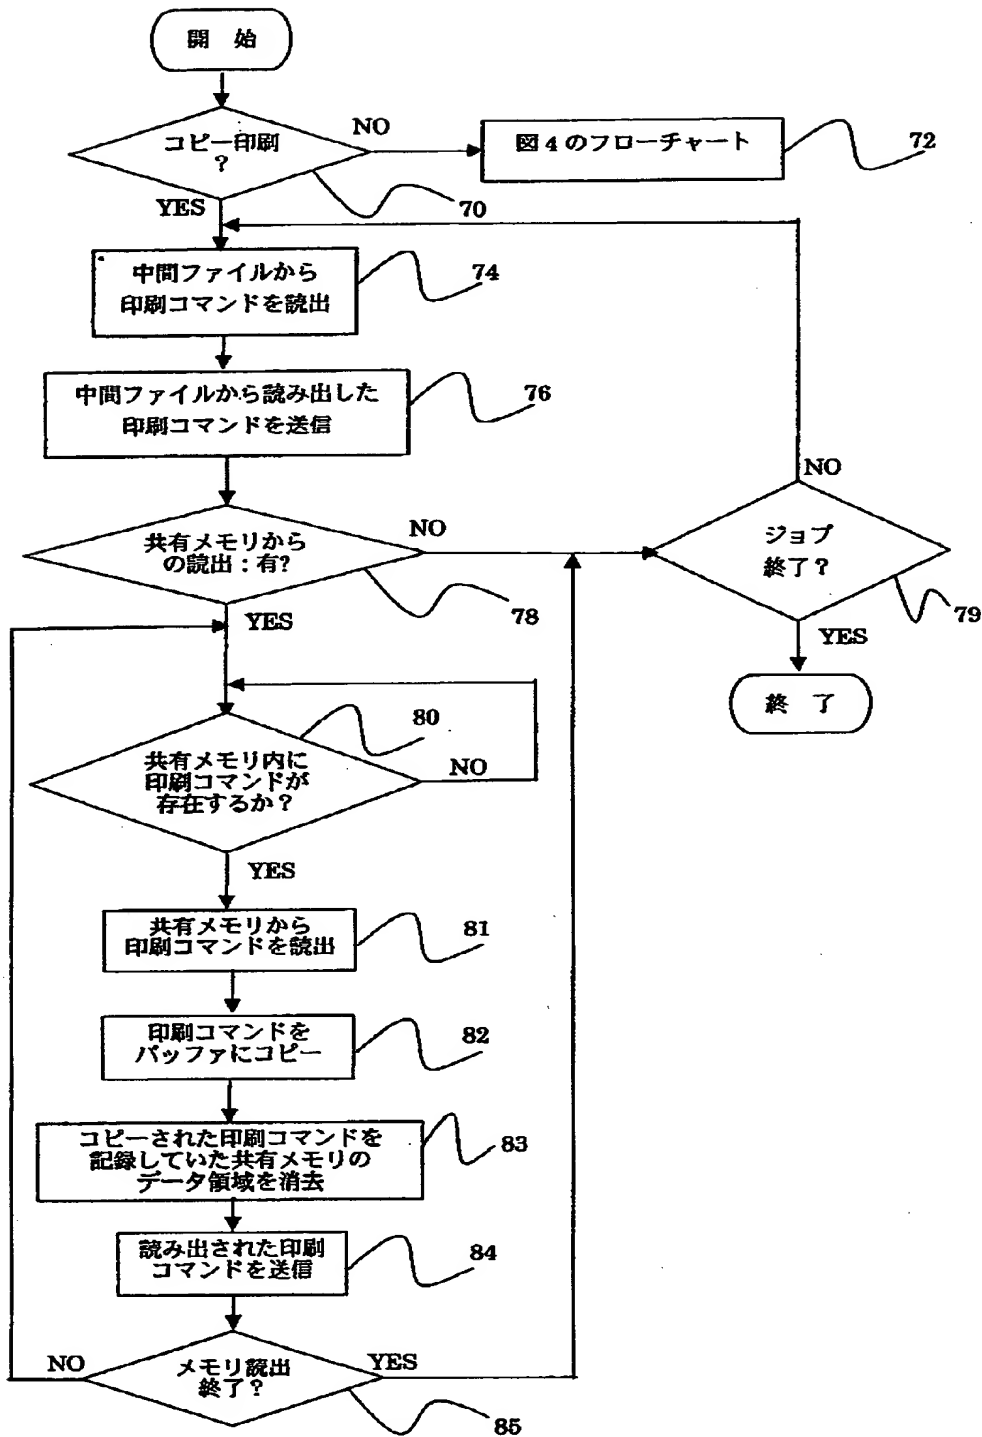 開 始
コピー印刷
?
NO
図4のフローチャート
72
YES
70
中間ファイルから
印刷コマンドを読出
74
中間ファイルから読み出した
印刷コマンドを送信
76
NO
共有メモリから
の読出:有?
NO
ジョブ
終了?
78
79
YES
YES
終 了
80
共有メモリ内に
印刷コマンドが
存在するか?
NO
YES
共有メモリから
印刷コマンドを読出
81
印刷コマンドを
バッファにコピー
82
コピーされた印刷コマンドを
記録していた共有メモリの
データ領域を消去
83
読み出された印刷
コマンドを送信
84
NO
メモリ読出
終了?
YES
85